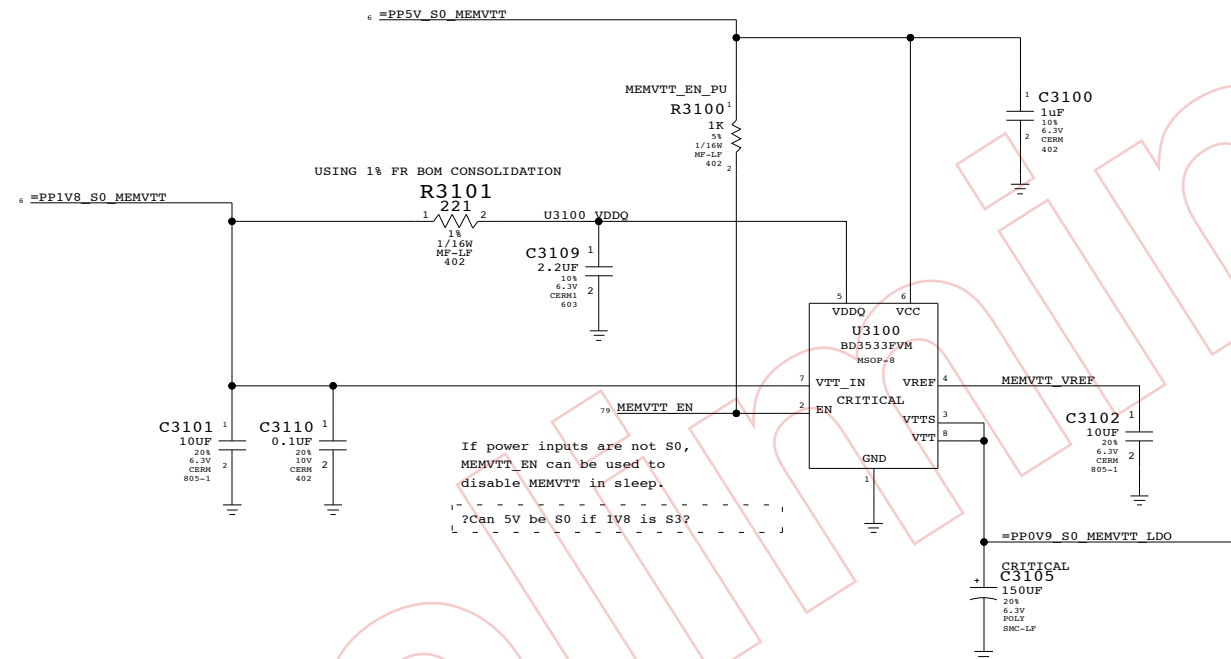 6 =PP5V_S0_MEMVTT
MEMVTT_EN_PU
R3100 1
1K
5%
1/16W
MF-LF
402 2
1 C3100
1uF
10%
2 6.3V
CERM
402
USING 1% FR BOM CONSOLIDATION
R3101
221
1 2
1%
1/16W
MF-LF
402
6 =PP1V8_S0_MEMVTT
U3100_VDDQ
C3109 1
2.2UF
10%
6.3V 2
CERM1
603
5 6
VDDQ VCC
U3100
BD3533FVM
MSOP-8
7 VTT_IN VREF 4
CRITICAL
2 EN
VTTS 3
VTT 8
GND
1
MEMVTT_VREF
79 MEMVTT_EN
C3101 1
10UF
20%
6.3V 2
CERM
805-1
C3110 1
0.1UF
20%
10V 2
CERM
402
C3102 1
10UF
20%
6.3V 2
CERM
805-1
If power inputs are not S0,
MEMVTT_EN can be used to
disable MEMVTT in sleep.
?Can 5V be S0 if 1V8 is S3?
=PP0V9_S0_MEMVTT_LDO
CRITICAL
+ C3105
150UF
20%
6.3V
POLY
SMC-LF